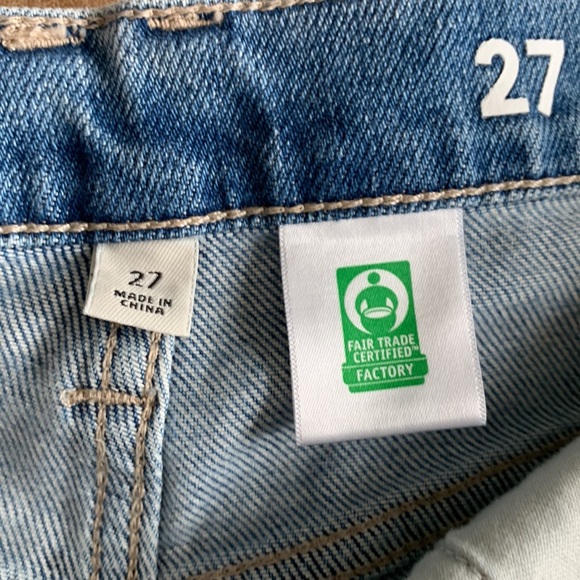 27
27
MADE IN
CHINA
FAIR TRADE
CERTIFIED™
FACTORY